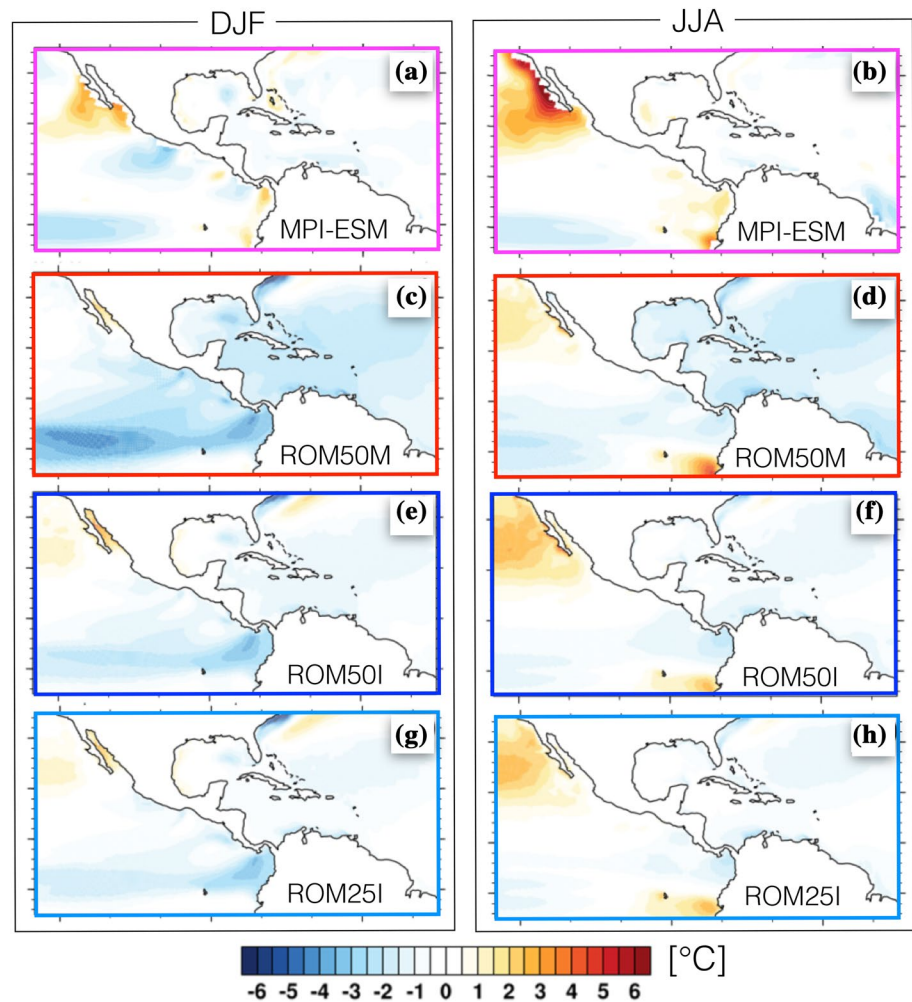 DJF JJA
(a) (b)
MPI-ESM MPI-ESM
(c) (d)
ROM50M ROM50M
(e) (f)
ROM50I ROM50I
(g) (h)
ROM25I ROM25I
-6 -5 -4 -3 -2 -1 0 1 2 3 4 5 6 [°C]